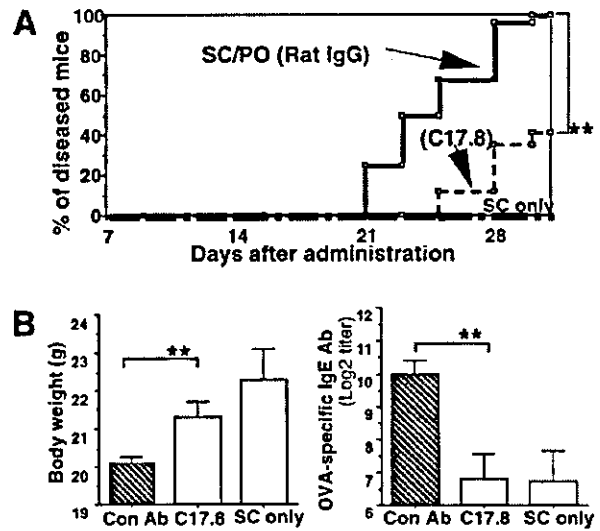 A
% of diseased mice
100
80
60
40
20
0
SC/PO (Rat IgG)
(C17.8)
**
SC only
7 14 21 28
Days after administration
B
Body weight (g)
24
23
22
21
20
19
**
Con Ab C17.8 SC only
OVA-specific IgE Ab
(Log2 titer)
12
11
10
9
8
7
6
**
Con Ab C17.8 SC only